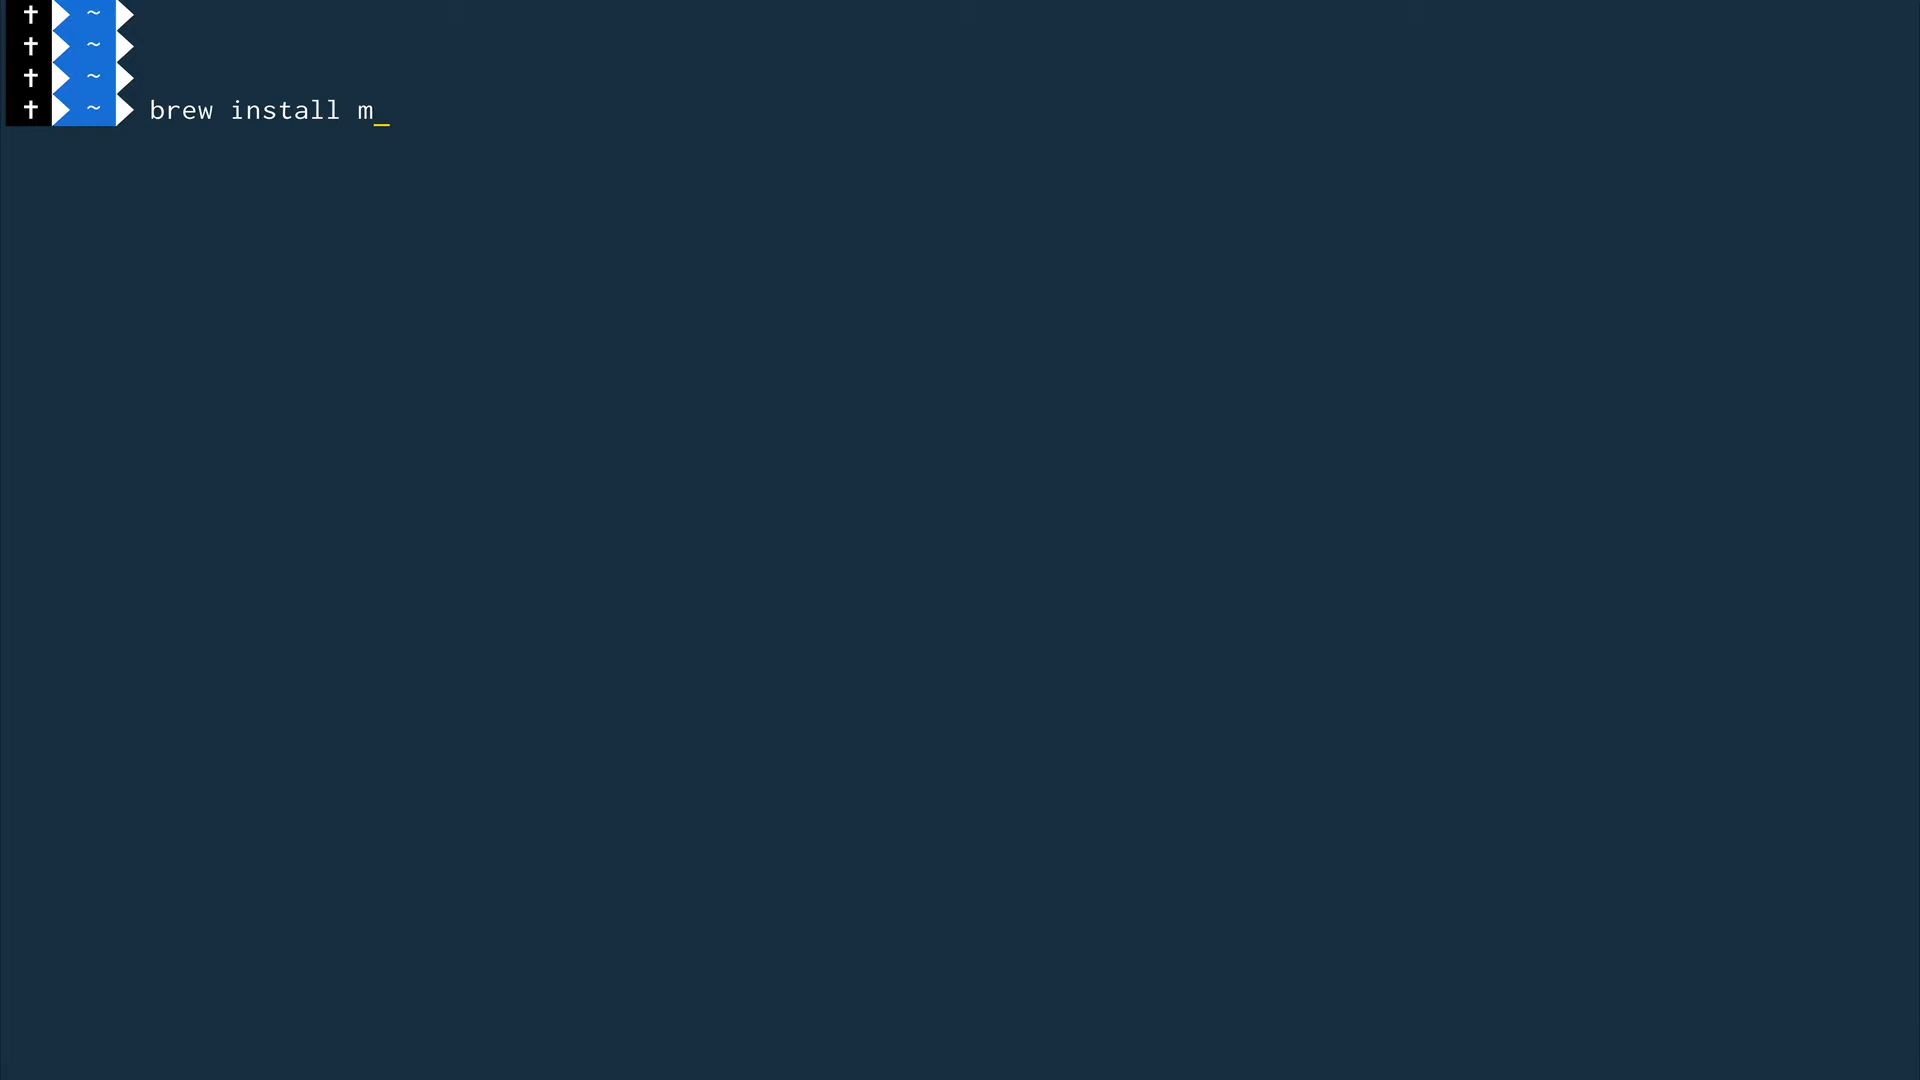 † ~
† ~
† ~
† ~ brew install m_